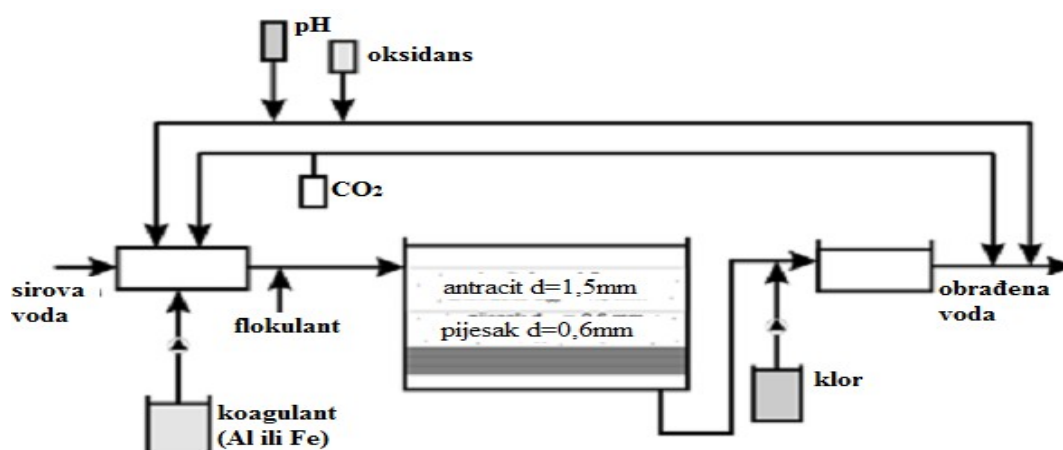 pH
oksidans
CO₂
sirova
voda
flokulant
antracit d=1,5mm
pijesak d=0,6mm
obrađena
voda
klor
koagulant
(Al ili Fe)